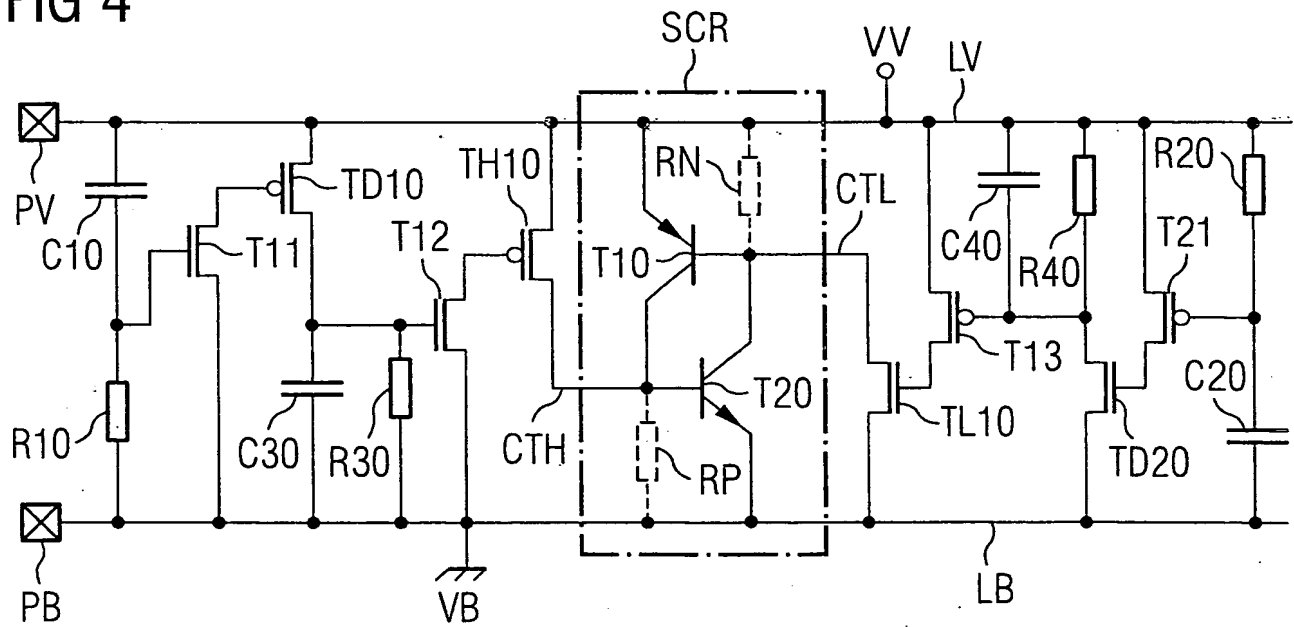 FIG 4
SCR
VV
LV
PV
C10
T11
TD10
T12
TH10
RN
T10
CTL
C40
R40
T21
R20
T13
C20
R10
C30
R30
CTH
RP
T20
TL10
TD20
PB
VB
LB